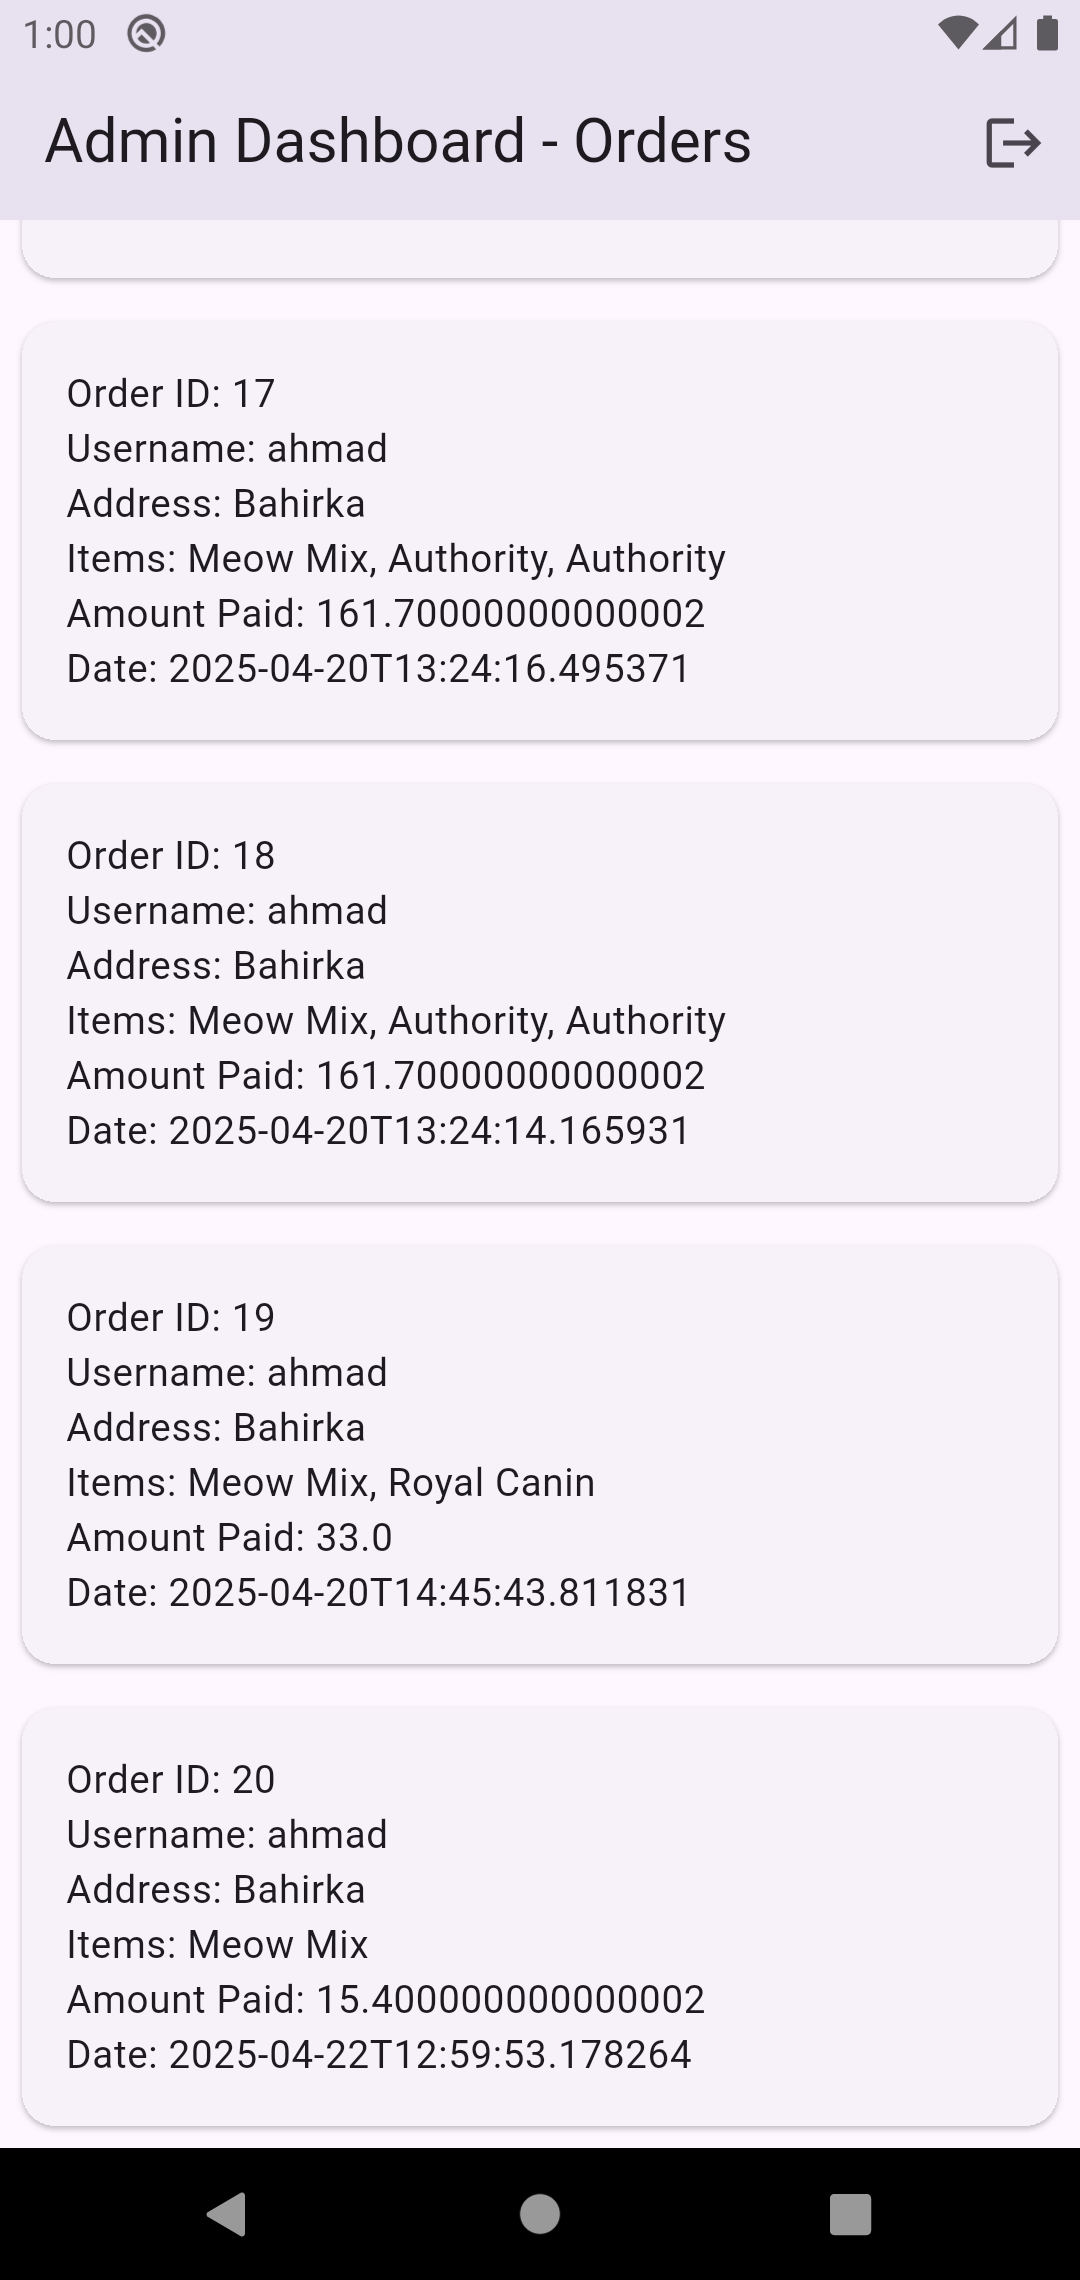 1:00
Admin Dashboard - Orders
Order ID: 17
Username: ahmad
Address: Bahirka
Items: Meow Mix, Authority, Authority
Amount Paid: 161.70000000000002
Date: 2025-04-20T13:24:16.495371
Order ID: 18
Username: ahmad
Address: Bahirka
Items: Meow Mix, Authority, Authority
Amount Paid: 161.70000000000002
Date: 2025-04-20T13:24:14.165931
Order ID: 19
Username: ahmad
Address: Bahirka
Items: Meow Mix, Royal Canin
Amount Paid: 33.0
Date: 2025-04-20T14:45:43.811831
Order ID: 20
Username: ahmad
Address: Bahirka
Items: Meow Mix
Amount Paid: 15.400000000000002
Date: 2025-04-22T12:59:53.178264